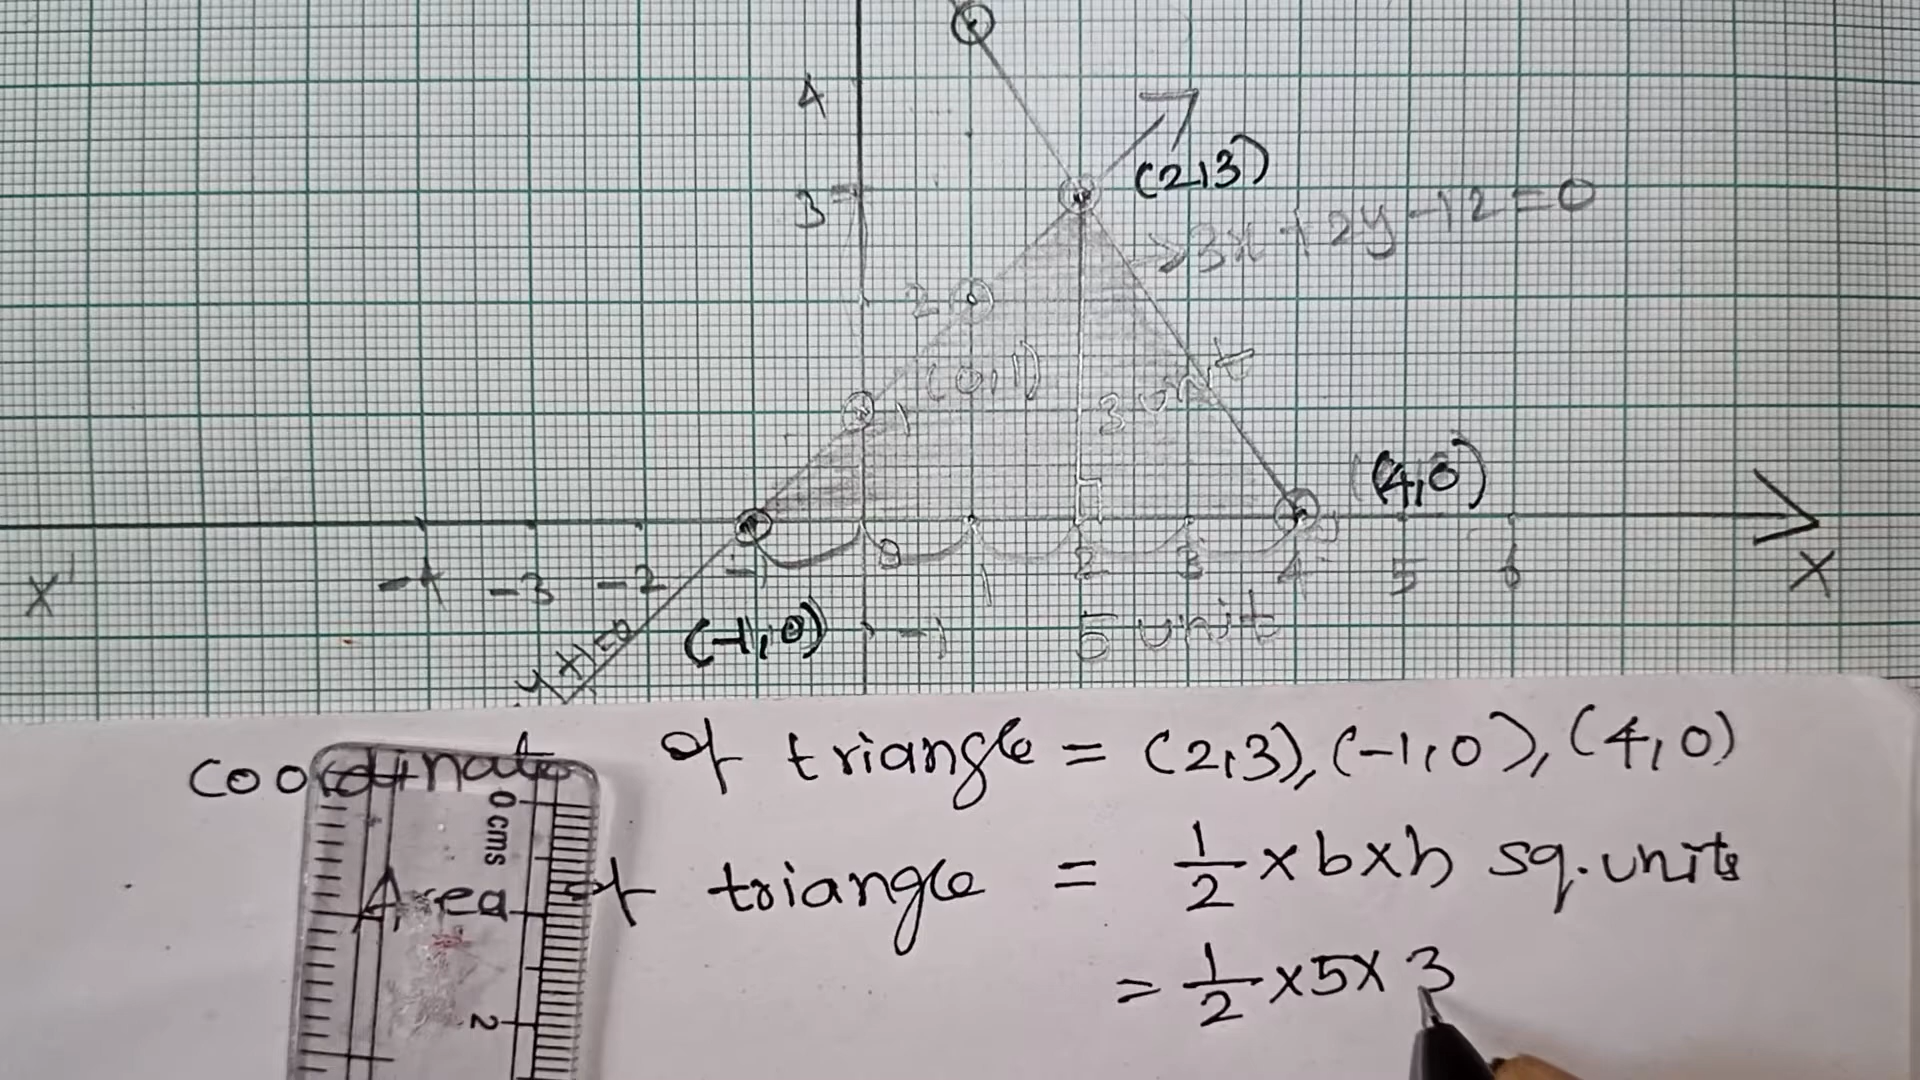 4
3
(2,3)
3x+2y-12=0
2
(0,1)
1
3 unit
(4,0)
X' -4 -3 -2 -1 0 1 2 3 4 5 6 X
(-1,0) -1 5 unit
coordinate of triangle = (2,3), (-1,0), (4,0)
Area of triangle = 1/2 × b × h sq. units
= 1/2 × 5 × 3
0 cms
2